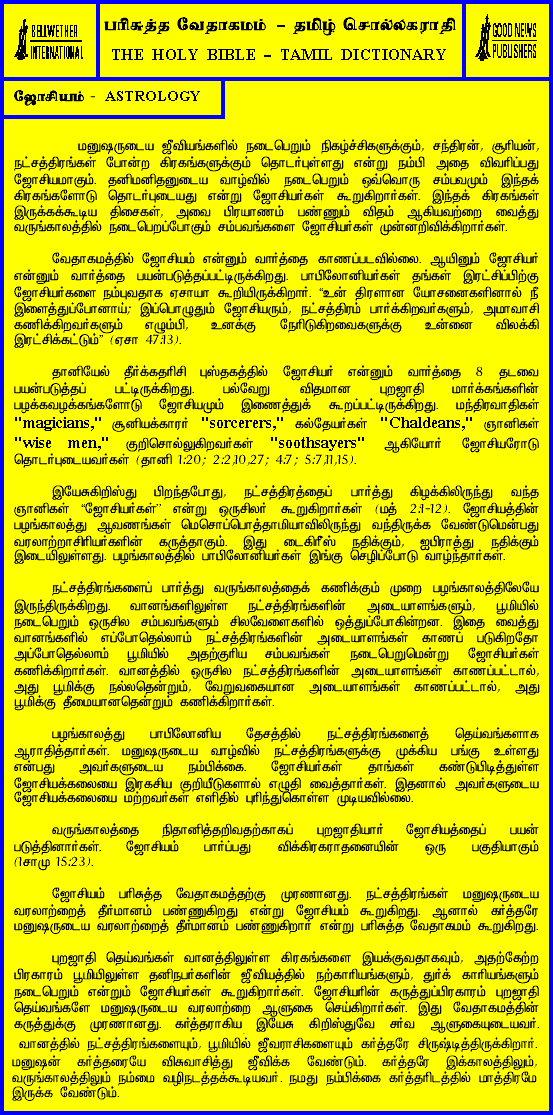 BELLWETHER
INTERNATIONAL
பரிசுத்த வேதாகமம் – தமிழ் சொல்லகராதி
THE HOLY BIBLE – TAMIL DICTIONARY
GOOD NEWS
PUBLISHERS
ஜோசியம் - ASTROLOGY
மனுஷருடைய ஜீவியங்களில் நடைபெறும் நிகழ்ச்சிகளுக்கும், சந்திரன், சூரியன்,
நட்சத்திரங்கள் போன்ற கிரகங்களுக்கும் தொடர்புள்ளது என்று நம்பி அதை விவரிப்பது
ஜோசியமாகும். தனிமனிதனுடைய வாழ்வில் நடைபெறும் ஒவ்வொரு சம்பவமும் இந்தக்
கிரகங்களோடு தொடர்புடையது என்று ஜோசியர்கள் கூறுகிறார்கள். இந்தக் கிரகங்கள்
இருக்கக்கூடிய திசைகள், அவை பிரயாணம் பண்ணும் விதம் ஆகியவற்றை வைத்து
வருங்காலத்தில் நடைபெறப்போகும் சம்பவங்களை ஜோசியர்கள் முன்னறிவிக்கிறார்கள்.
வேதாகமத்தில் ஜோசியம் என்னும் வார்த்தை காணப்படவில்லை. ஆயினும் ஜோசியர்
என்னும் வார்த்தை பயன்படுத்தப்பட்டிருக்கிறது. பாபிலோனியர்கள் தங்கள் இரட்சிப்பிற்கு
ஜோசியர்களை நம்புவதாக ஏசாயா கூறியிருக்கிறார். “உன் திரளான யோசனைகளினால் நீ
இளைத்துப்போனாய்; இப்பொழுதும் ஜோசியரும், நட்சத்திரம் பார்க்கிறவர்களும், அமாவாசி
கணிக்கிறவர்களும் எழும்பி, உனக்கு நேரிடுகிறவைகளுக்கு உன்னை விலக்கி
இரட்சிக்கட்டும்” (ஏசா 47:13).
தானியேல் தீர்க்கதரிசி புஸ்தகத்தில் ஜோசியர் என்னும் வார்த்தை 8 தடவை
பயன்படுத்தப் பட்டிருக்கிறது. பல்வேறு விதமான புறஜாதி மார்க்கங்களின்
பழக்கவழக்கங்களோடு ஜோசியமும் இணைத்துக் கூறப்பட்டிருக்கிறது. மந்திரவாதிகள்
"magicians," சூனியக்காரர் "sorcerers," கல்தேயர்கள் "Chaldeans," ஞானிகள்
"wise men," குறிசொல்லுகிறவர்கள் "soothsayers" ஆகியோர் ஜோசியரோடு
தொடர்புடையவர்கள் (தானி 1:20; 2:2,10,27; 4:7; 5:7,11,15).
இயேசுகிறிஸ்து பிறந்தபோது, நட்சத்திரத்தைப் பார்த்து கிழக்கிலிருந்து வந்த
ஞானிகள் “ஜோசியர்கள்” என்று ஒருசிலர் கூறுகிறார்கள் (மத் 2:1-12). ஜோசியத்தின்
பழங்காலத்து ஆவணங்கள் மெசொப்பொத்தாமியாவிலிருந்து வந்திருக்க வேண்டுமென்பது
வரலாற்றாசிரியர்களின் கருத்தாகும். இது டைகிரீஸ் நதிக்கும், ஐபிராத்து நதிக்கும்
இடையிலுள்ளது. பழங்காலத்தில் பாபிலோனியர்கள் இங்கு செழிப்போடு வாழ்ந்தார்கள்.
நட்சத்திரங்களைப் பார்த்து வருங்காலத்தைக் கணிக்கும் முறை பழங்காலத்திலேயே
இருந்திருக்கிறது. வானங்களிலுள்ள நட்சத்திரங்களின் அடையாளங்களும், பூமியில்
நடைபெறும் ஒருசில சம்பவங்களும் சிலவேளைகளில் ஒத்துப்போகின்றன. இதை வைத்து
வானங்களில் எப்போதெல்லாம் நட்சத்திரங்களின் அடையாளங்கள் காணப் படுகிறதோ
அப்போதெல்லாம் பூமியில் அதற்குரிய சம்பவங்கள் நடைபெறுமென்று ஜோசியர்கள்
கணிக்கிறார்கள். வானத்தில் ஒருசில நட்சத்திரங்களின் அடையாளங்கள் காணப்பட்டால்,
அது பூமிக்கு நல்லதென்றும், வேறுவகையான அடையாளங்கள் காணப்பட்டால், அது
பூமிக்கு தீமையானதென்றும் கணிக்கிறார்கள்.
பழங்காலத்து பாபிலோனிய தேசத்தில் நட்சத்திரங்களைத் தெய்வங்களாக
ஆராதித்தார்கள். மனுஷருடைய வாழ்வில் நட்சத்திரங்களுக்கு முக்கிய பங்கு உள்ளது
என்பது அவர்களுடைய நம்பிக்கை. ஜோசியர்கள் தாங்கள் கண்டுபிடித்துள்ள
ஜோசியக்கலையை இரகசிய குறியீடுகளால் எழுதி வைத்தார்கள். இதனால் அவர்களுடைய
ஜோசியக்கலையை மற்றவர்கள் எளிதில் புரிந்துகொள்ள முடியவில்லை.
வருங்காலத்தை நிதானித்தறிவதற்காகப் புறஜாதியார் ஜோசியத்தைப் பயன்
படுத்தினார்கள். ஜோசியம் பார்ப்பது விக்கிரகாராதனையின் ஒரு பகுதியாகும்
(1சாமு 15:23).
ஜோசியம் பரிசுத்த வேதாகமத்தற்கு முரணானது. நட்சத்திரங்கள் மனுஷருடைய
வரலாற்றைத் தீர்மானம் பண்ணுகிறது என்று ஜோசியம் கூறுகிறது. ஆனால் கர்த்தரே
மனுஷருடைய வரலாற்றைத் தீர்மானம் பண்ணுகிறார் என்று பரிசுத்த வேதாகமம் கூறுகிறது.
புறஜாதி தெய்வங்கள் வானத்திலுள்ள கிரகங்களை இயக்குவதாகவும், அதற்கேற்ற
பிரகாரம் பூமியிலுள்ள தனிநபர்களின் ஜீவியத்தில் நற்காரியங்களும், துர்க் காரியங்களும்
நடைபெறும் என்றும் ஜோசியர்கள் கூறுகிறார்கள். ஜோசியரின் கருத்துப்பிரகாரம் புறஜாதி
தெய்வங்களே மனுஷருடைய வரலாற்றை ஆளுகை செய்கிறார்கள். இது வேதாகமத்தின்
கருத்துக்கு முரணானது. கர்த்தராகிய இயேசு கிறிஸ்துவே சர்வ ஆளுகையுடையவர்.
வானத்தில் நட்சத்திரங்களையும், பூமியில் ஜீவராசிகளையும் கர்த்தரே சிருஷ்டித்திருக்கிறார்.
மனுஷன் கர்த்தரையே விசுவாசித்து ஜீவிக்க வேண்டும். கர்த்தரே இக்காலத்திலும்,
வருங்காலத்திலும் நம்மை வழிநடத்தக்கூடியவர். நமது நம்பிக்கை கர்த்தரிடத்தில் மாத்திரமே
இருக்க வேண்டும்.